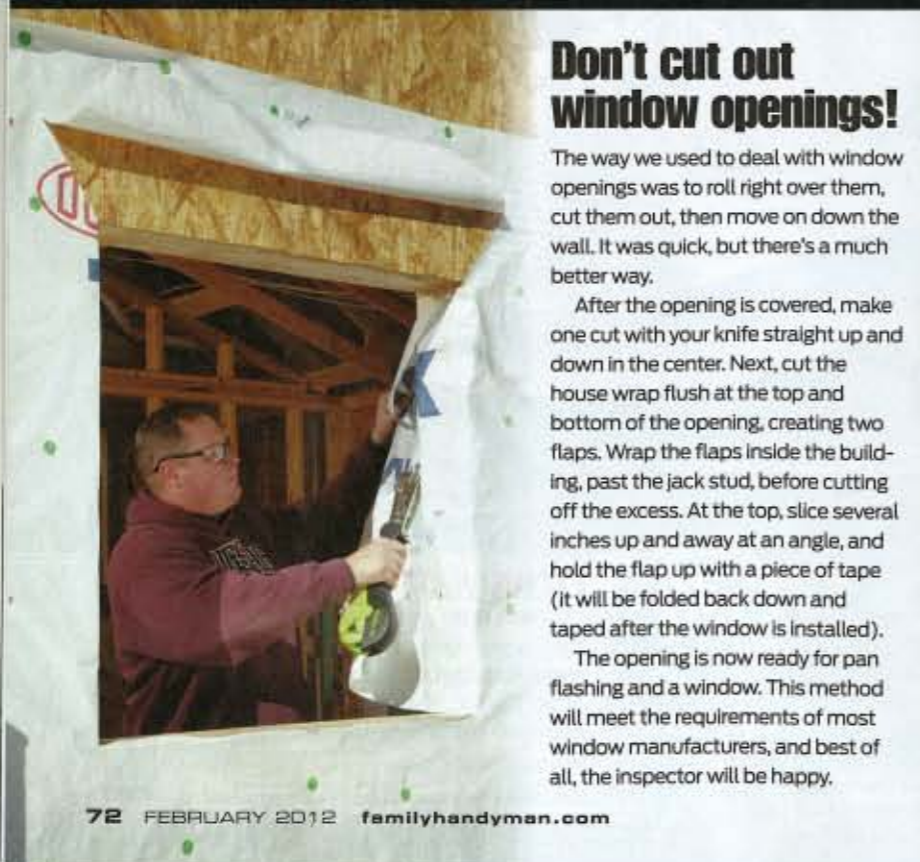 Don't cut out
window openings!
The way we used to deal with window
openings was to roll right over them,
cut them out, then move on down the
wall. It was quick, but there's a much
better way.
After the opening is covered, make
one cut with your knife straight up and
down in the center. Next, cut the
house wrap flush at the top and
bottom of the opening, creating two
flaps. Wrap the flaps inside the build-
ing, past the jack stud, before cutting
off the excess. At the top, slice several
inches up and away at an angle, and
hold the flap up with a piece of tape
(it will be folded back down and
taped after the window is installed).
The opening is now ready for pan
flashing and a window. This method
will meet the requirements of most
window manufacturers, and best of
all, the inspector will be happy.
72 FEBRUARY 2012 familyhandyman.com